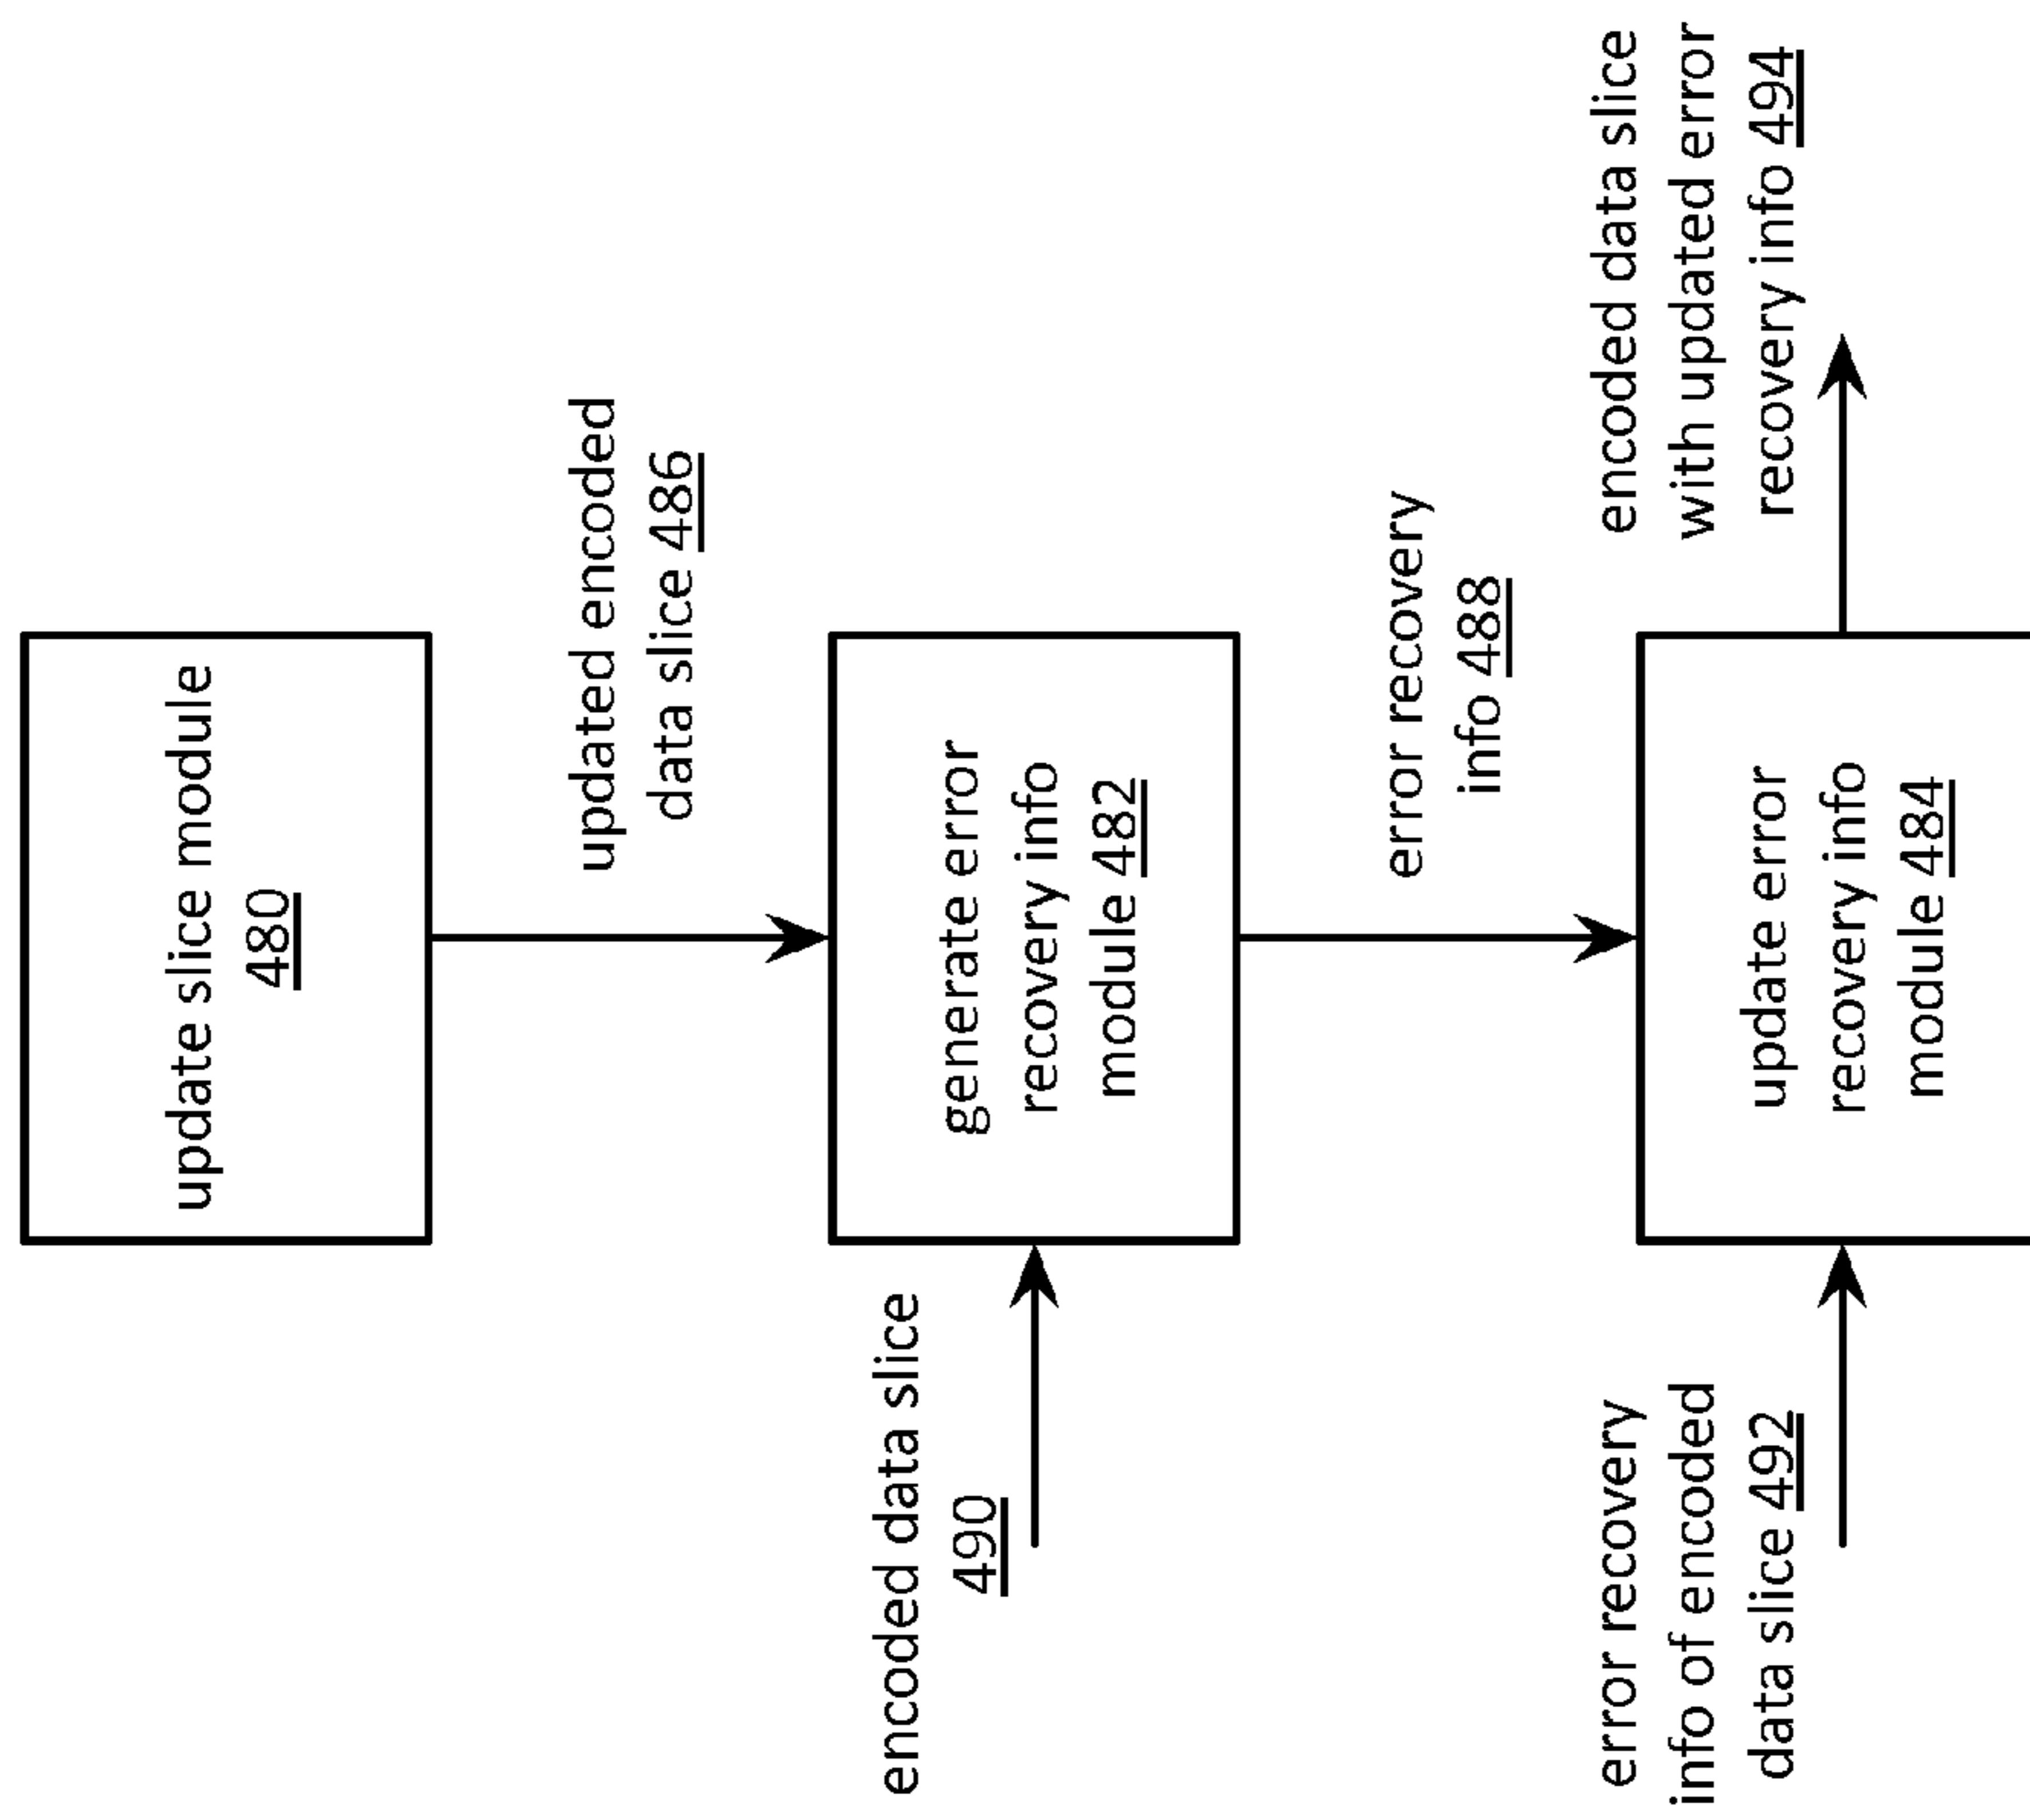 update slice module
480
updated encoded
data slice 486
encoded data slice
490
generate error
recovery info
module 482
error recovery
info 488
error recovery
info of encoded
data slice 492
update error
recovery info
module 484
encoded data slice
with updated error
recovery info 494